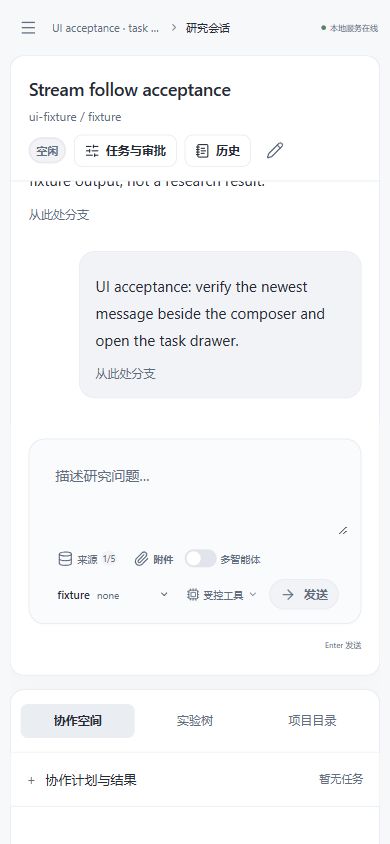 UI acceptance · task ... > 研究会话 本地服务在线
Stream follow acceptance
ui-fixture / fixture
空闲 任务与审批 历史
fixture output, not a research result.
从此处分支
UI acceptance: verify the newest
message beside the composer and
open the task drawer.
从此处分支
描述研究问题...
来源 1/5 附件 多智能体
fixture none 受控工具 发送
Enter 发送
协作空间 实验树 项目目录
+ 协作计划与结果 暂无任务